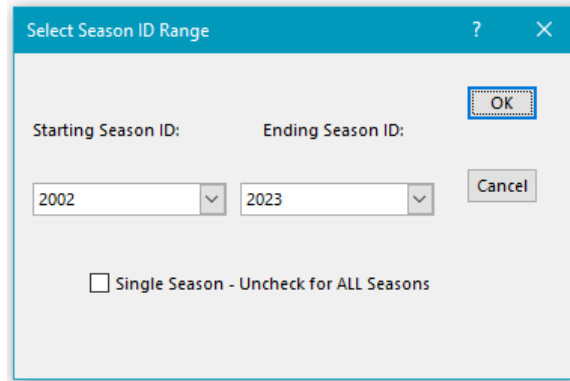 Select Season ID Range ?
OK
Starting Season ID: Ending Season ID:
Cancel
2002 2023
Single Season - Uncheck for ALL Seasons